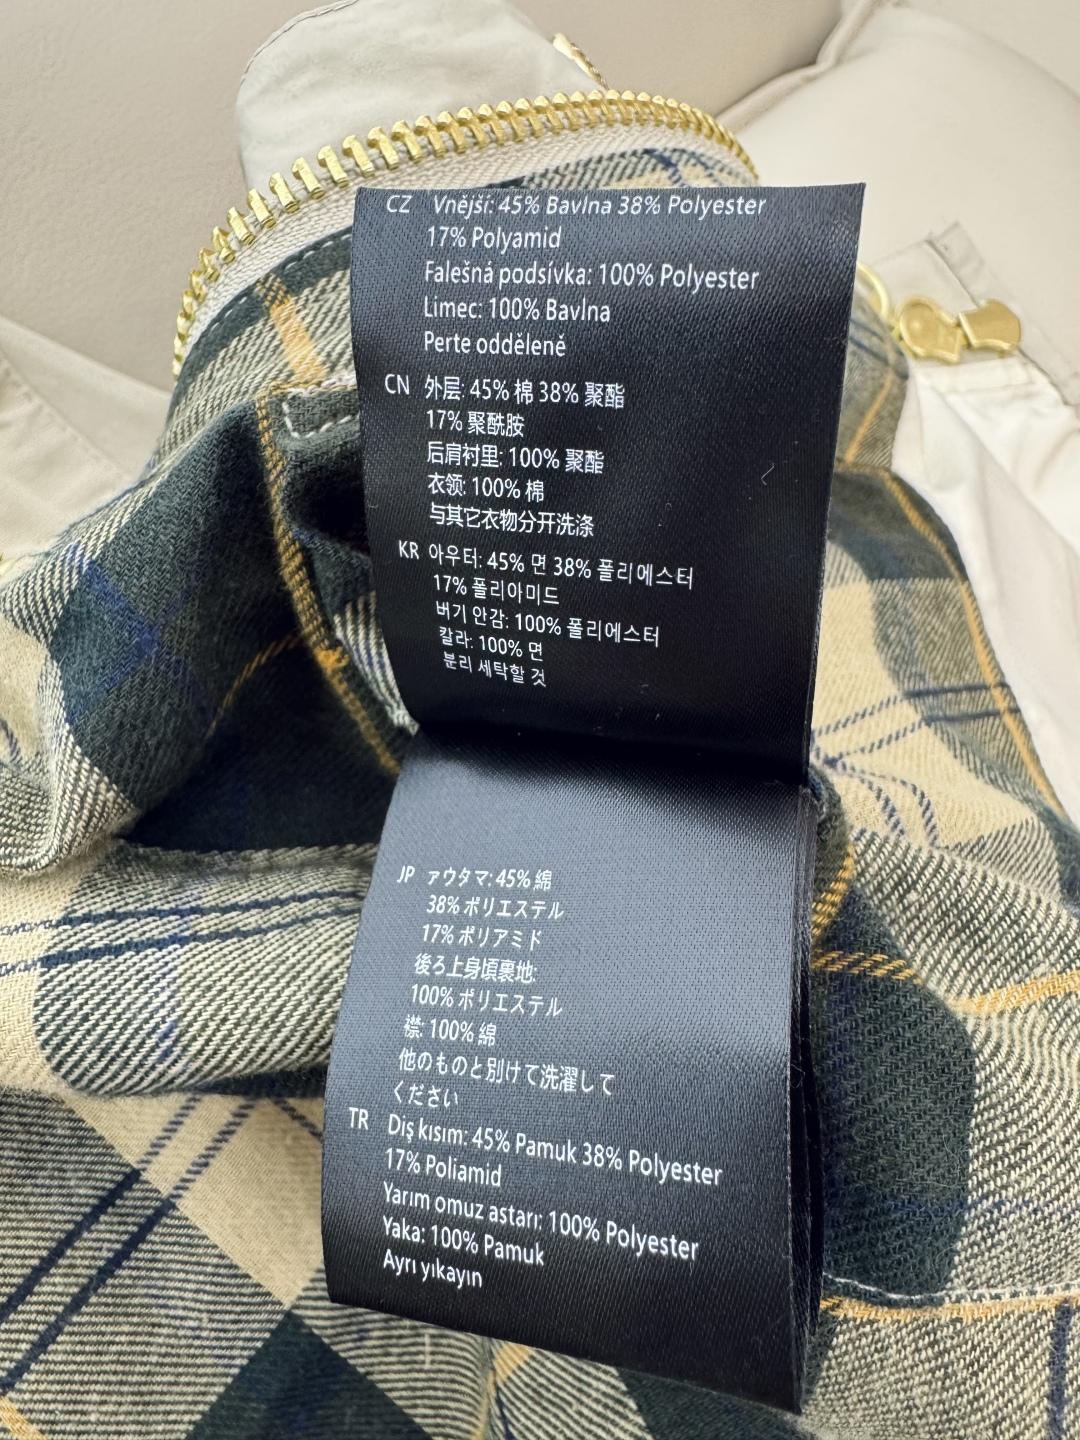 CZ Vnější: 45% Bavlna 38% Polyester
17% Polyamid
Falešná podsívka: 100% Polyester
Limec: 100% Bavlna
Perte odděleně
CN 外层: 45% 棉 38% 聚酯
17% 聚酰胺
后肩衬里: 100% 聚酯
衣领: 100% 棉
与其它衣物分开洗涤
KR 아우터: 45% 면 38% 폴리에스터
17% 폴리아미드
버기 안감: 100% 폴리에스터
칼라: 100% 면
분리 세탁할 것
JP ァウタマ: 45% 綿
38% ポリエステル
17% ポリアミド
後ろ上身頃裏地:
100% ポリエステル
襟: 100% 綿
他のものと別けて洗濯して
ください
TR Dış kısım: 45% Pamuk 38% Polyester
17% Poliamid
Yarım omuz astarı: 100% Polyester
Yaka: 100% Pamuk
Ayrı yıkayın